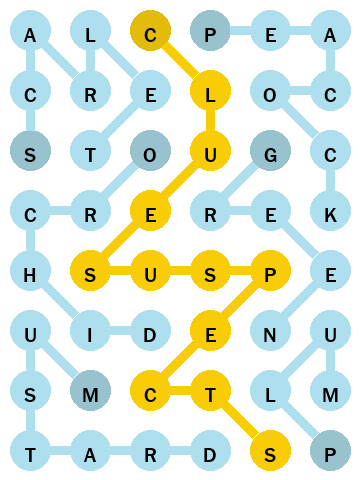 A L C P E A
C R E L O C
S T O U G C
C R E R E K
H S U S P E
U I D E N U
S M C T L M
T A R D S P